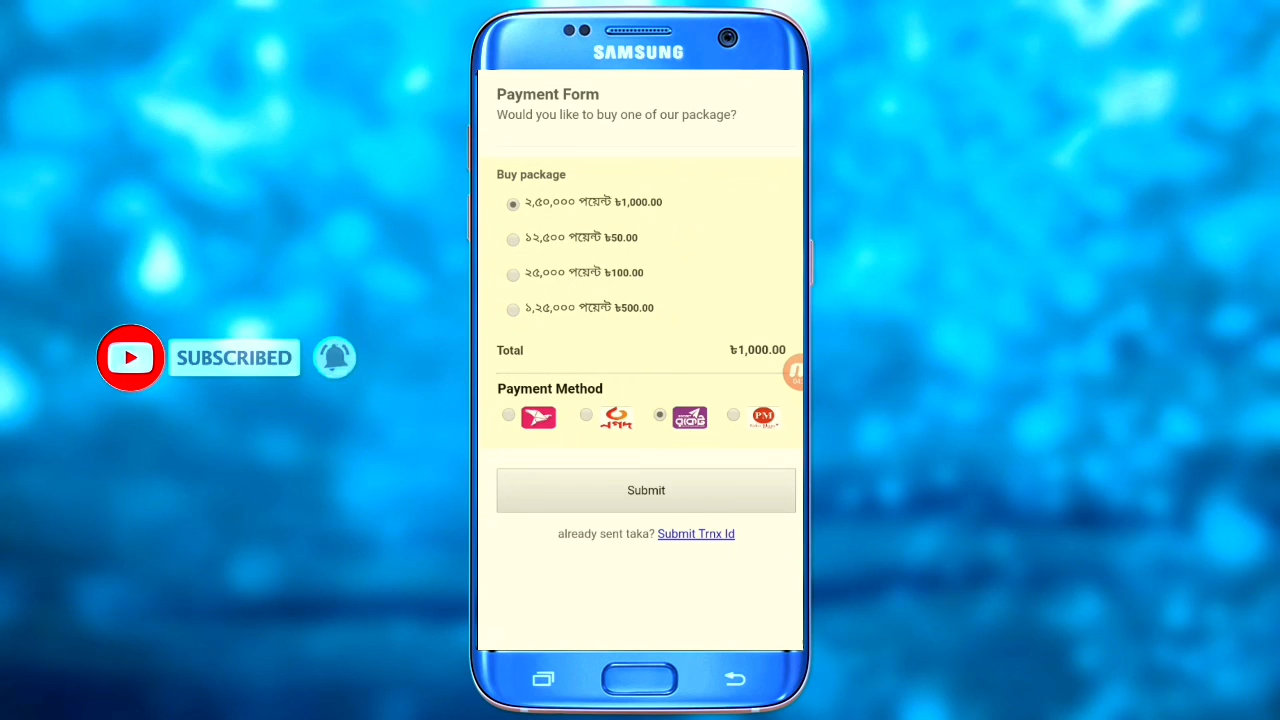 SAMSUNG
Payment Form
Would you like to buy one of our package?
Buy package
২,৫০,০০০ পয়েন্ট ৳1,000.00
১২,৫০০ পয়েন্ট ৳50.00
২৫,০০০ পয়েন্ট ৳100.00
১,২৫,০০০ পয়েন্ট ৳500.00
Total ৳1,000.00
SUBSCRIBED
Payment Method
নগদ রকেট PM
Submit
already sent taka? Submit Trnx Id